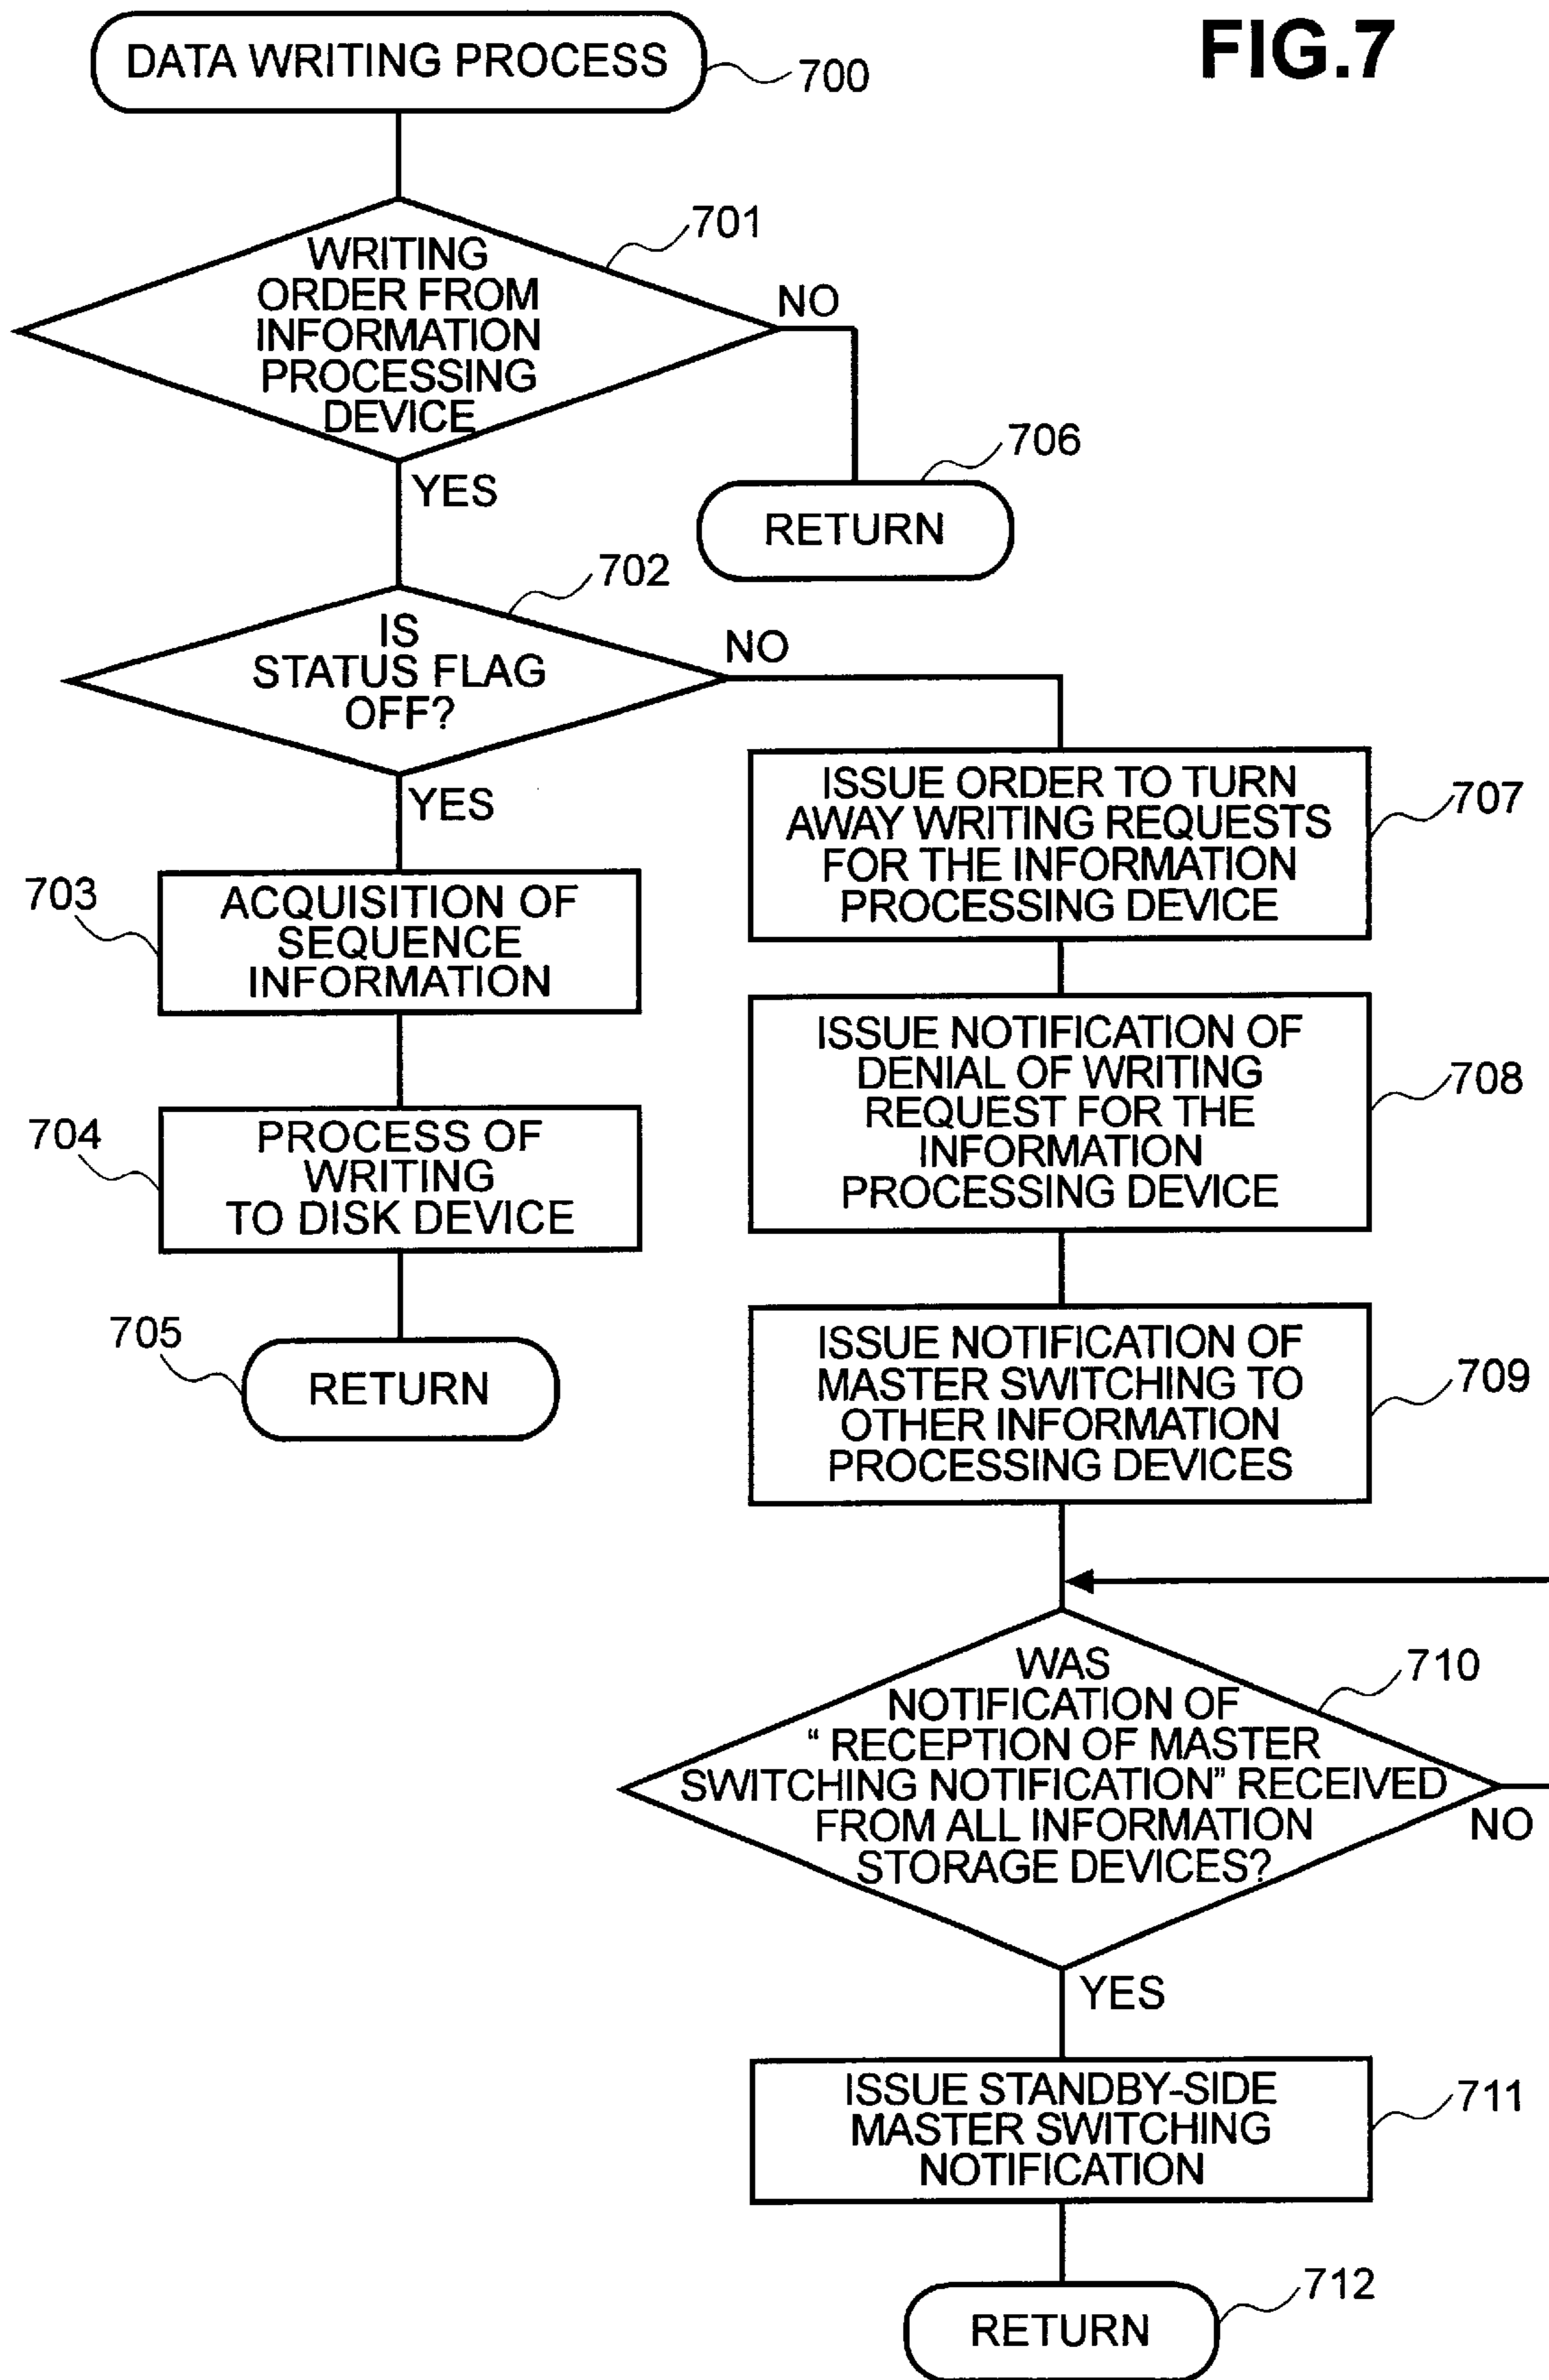 FIG.7
DATA WRITING PROCESS
700
701
WRITING
ORDER FROM
INFORMATION
PROCESSING
DEVICE
NO
YES
706
RETURN
702
IS
STATUS FLAG
OFF?
NO
YES
703
ACQUISITION OF
SEQUENCE
INFORMATION
704
PROCESS OF
WRITING
TO DISK DEVICE
705
RETURN
ISSUE ORDER TO TURN
AWAY WRITING REQUESTS
FOR THE INFORMATION
PROCESSING DEVICE
707
ISSUE NOTIFICATION OF
DENIAL OF WRITING
REQUEST FOR THE
INFORMATION
PROCESSING DEVICE
708
ISSUE NOTIFICATION OF
MASTER SWITCHING TO
OTHER INFORMATION
PROCESSING DEVICES
709
WAS
NOTIFICATION OF
“ RECEPTION OF MASTER
SWITCHING NOTIFICATION” RECEIVED
FROM ALL INFORMATION
STORAGE DEVICES?
710
NO
YES
ISSUE STANDBY-SIDE
MASTER SWITCHING
NOTIFICATION
711
712
RETURN